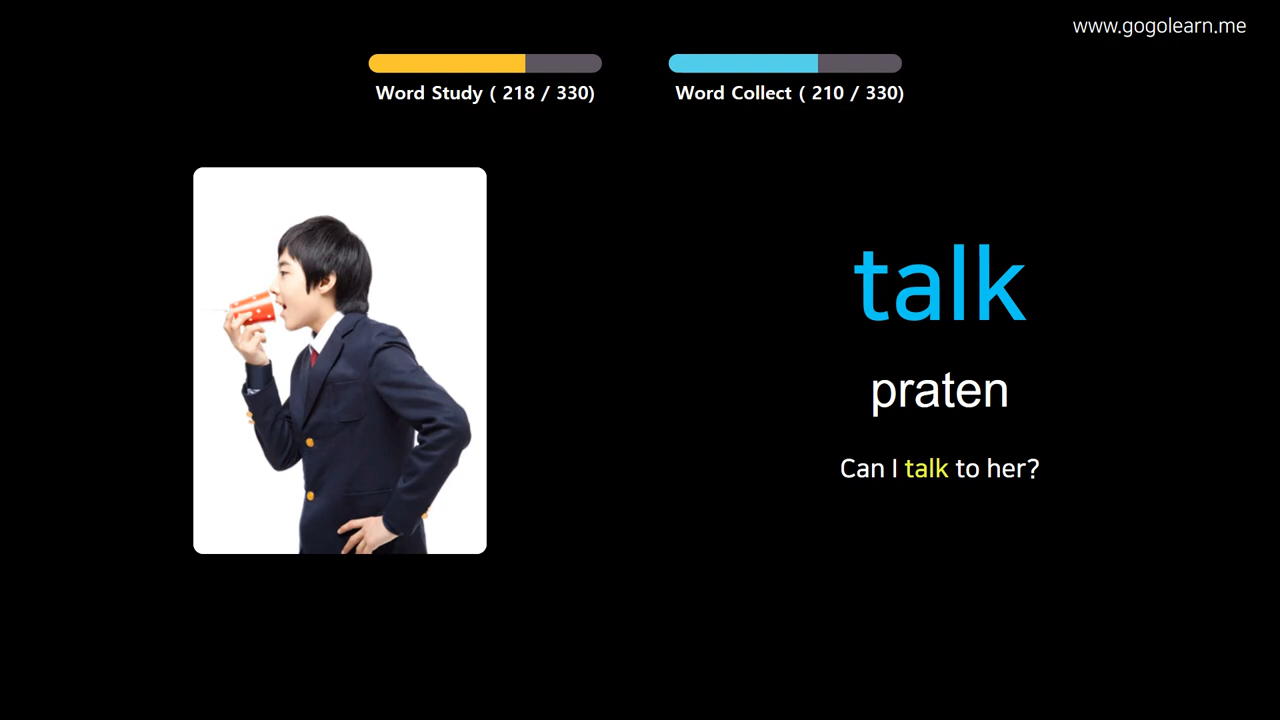 www.gogolearn.me
Word Study ( 218 / 330)
Word Collect ( 210 / 330)
talk
praten
Can I talk to her?